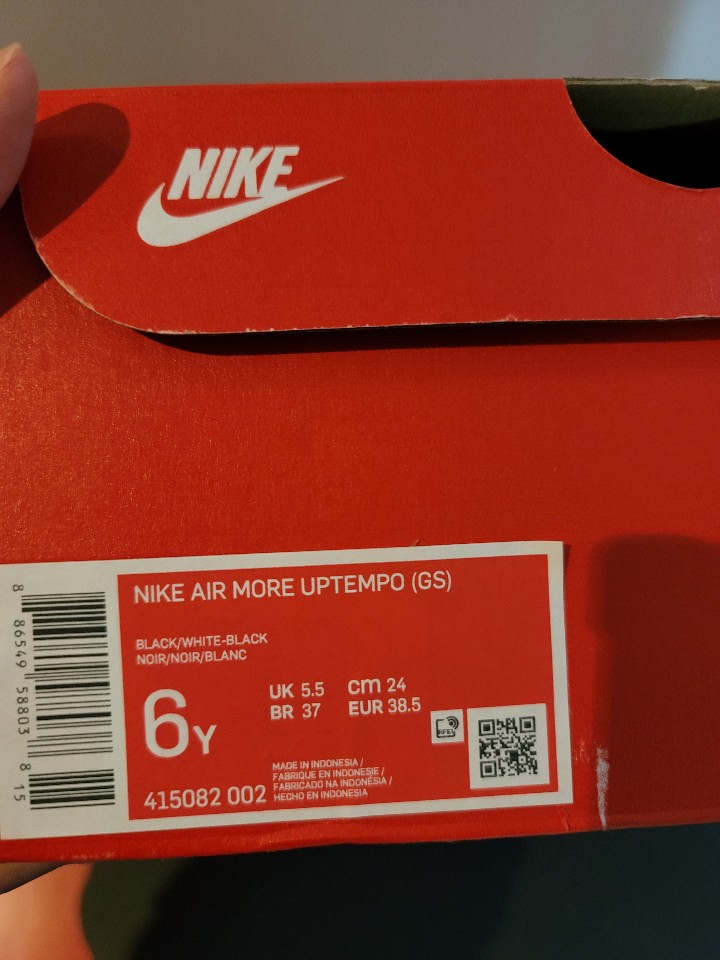 NIKE
NIKE AIR MORE UPTEMPO (GS)
BLACK/WHITE-BLACK
NOIR/NOIR/BLANC
6Y
UK 5.5 cm 24
BR 37 EUR 38.5
RFID
MADE IN INDONESIA /
FABRIQUE EN INDONESIE /
FABRICADO NA INDONÉSIA /
HECHO EN INDONESIA
415082 002
8 86549 58803 8 15